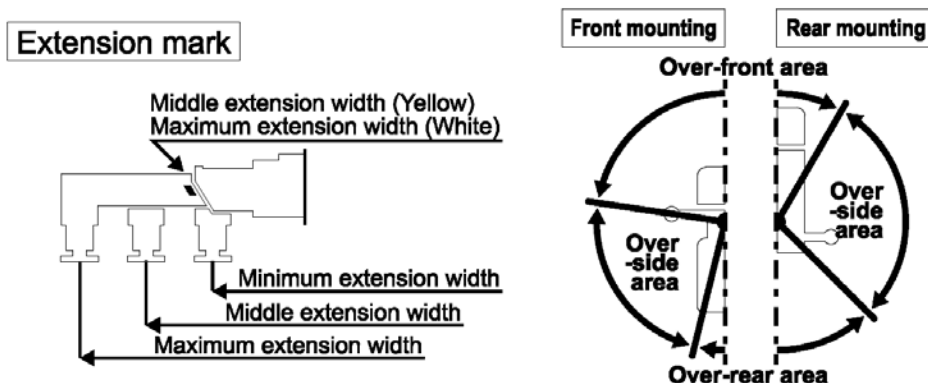 Extension mark
Middle extension width (Yellow)
Maximum extension width (White)
Minimum extension width
Middle extension width
Maximum extension width
Front mounting
Rear mounting
Over-front area
Over
-side
area
Over
-side
area
Over-rear area